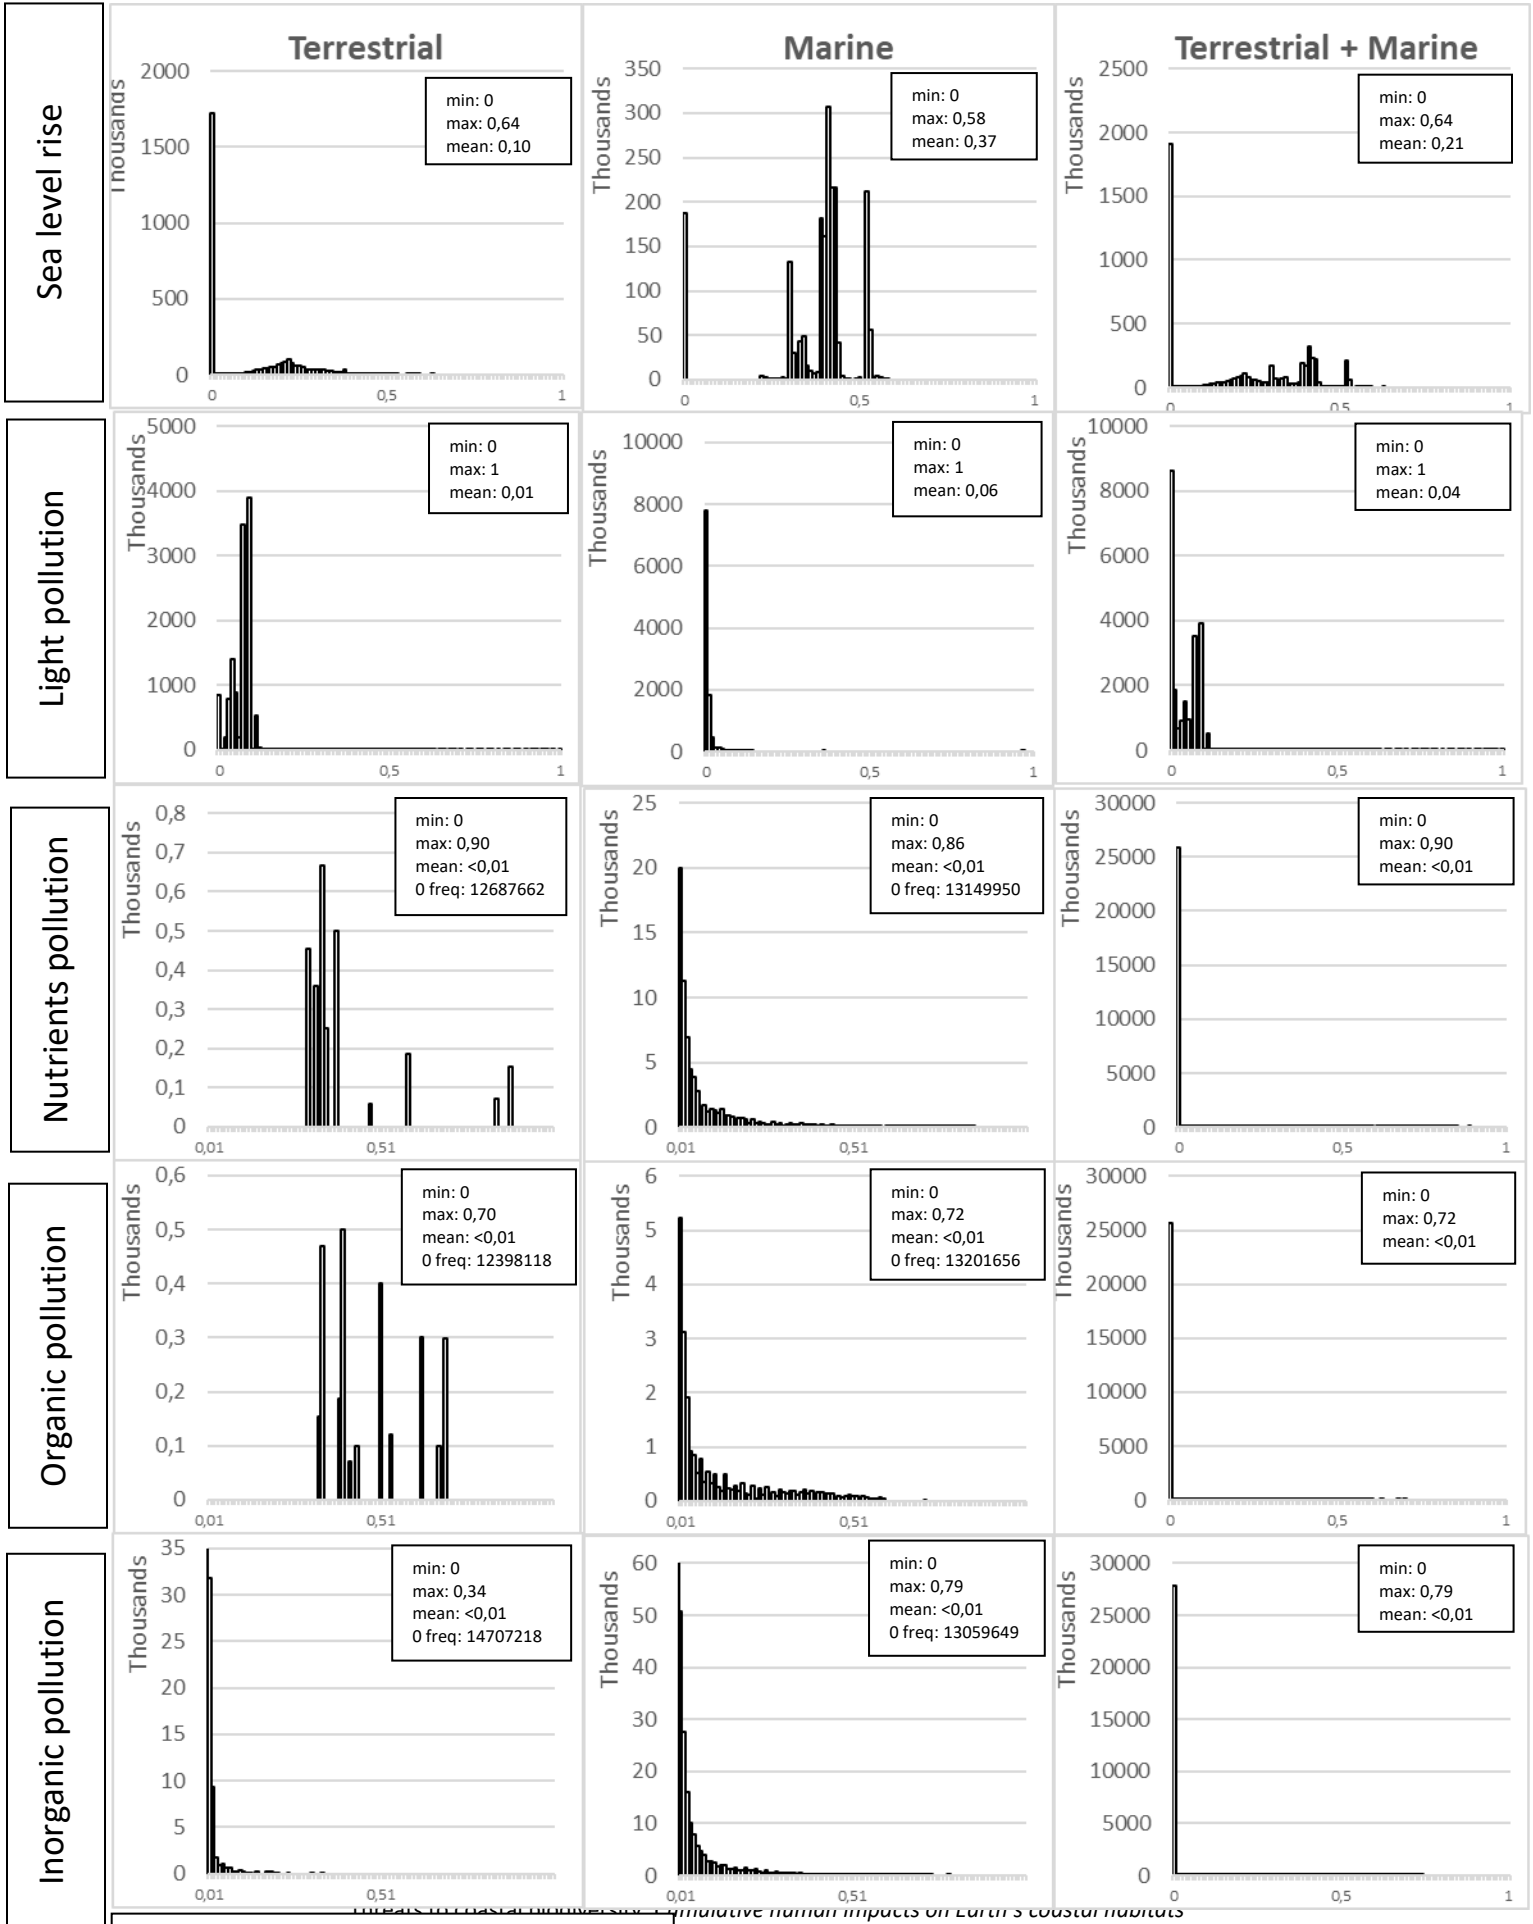 Sea level rise
Terrestrial
Thousands
2000
1500
1000
500
0
0
0,5
1
min: 0
max: 0,64
mean: 0,10
Marine
Thousands
350
300
250
200
150
100
50
0
0
0,5
1
min: 0
max: 0,58
mean: 0,37
Terrestrial + Marine
Thousands
2500
2000
1500
1000
500
0
0
0,5
1
min: 0
max: 0,64
mean: 0,21
Light pollution
Thousands
5000
4000
3000
2000
1000
0
0
0,5
1
min: 0
max: 1
mean: 0,01
Thousands
10000
8000
6000
4000
2000
0
0
0,5
1
min: 0
max: 1
mean: 0,06
Thousands
10000
8000
6000
4000
2000
0
0
0,5
1
min: 0
max: 1
mean: 0,04
Nutrients pollution
Thousands
0,8
0,7
0,6
0,5
0,4
0,3
0,2
0,1
0
0,01
0,51
min: 0
max: 0,90
mean: <0,01
0 freq: 12687662
Thousands
25
20
15
10
5
0
0,01
0,51
min: 0
max: 0,86
mean: <0,01
0 freq: 13149950
Thousands
30000
25000
20000
15000
10000
5000
0
0
0,5
1
min: 0
max: 0,90
mean: <0,01
Organic pollution
Thousands
0,6
0,5
0,4
0,3
0,2
0,1
0
0,01
0,51
min: 0
max: 0,70
mean: <0,01
0 freq: 12398118
Thousands
6
5
4
3
2
1
0
0,01
0,51
min: 0
max: 0,72
mean: <0,01
0 freq: 13201656
Thousands
30000
25000
20000
15000
10000
5000
0
0
0,5
1
min: 0
max: 0,72
mean: <0,01
Inorganic pollution
Thousands
35
30
25
20
15
10
5
0
0,01
0,51
min: 0
max: 0,34
mean: <0,01
0 freq: 14707218
Thousands
60
50
40
30
20
10
0
0,01
0,51
min: 0
max: 0,79
mean: <0,01
0 freq: 13059649
Thousands
30000
25000
20000
15000
10000
5000
0
0
0,5
1
min: 0
max: 0,79
mean: <0,01
Threats to coastal biodiversity: Cumulative human impacts on Earth's coastal habitats